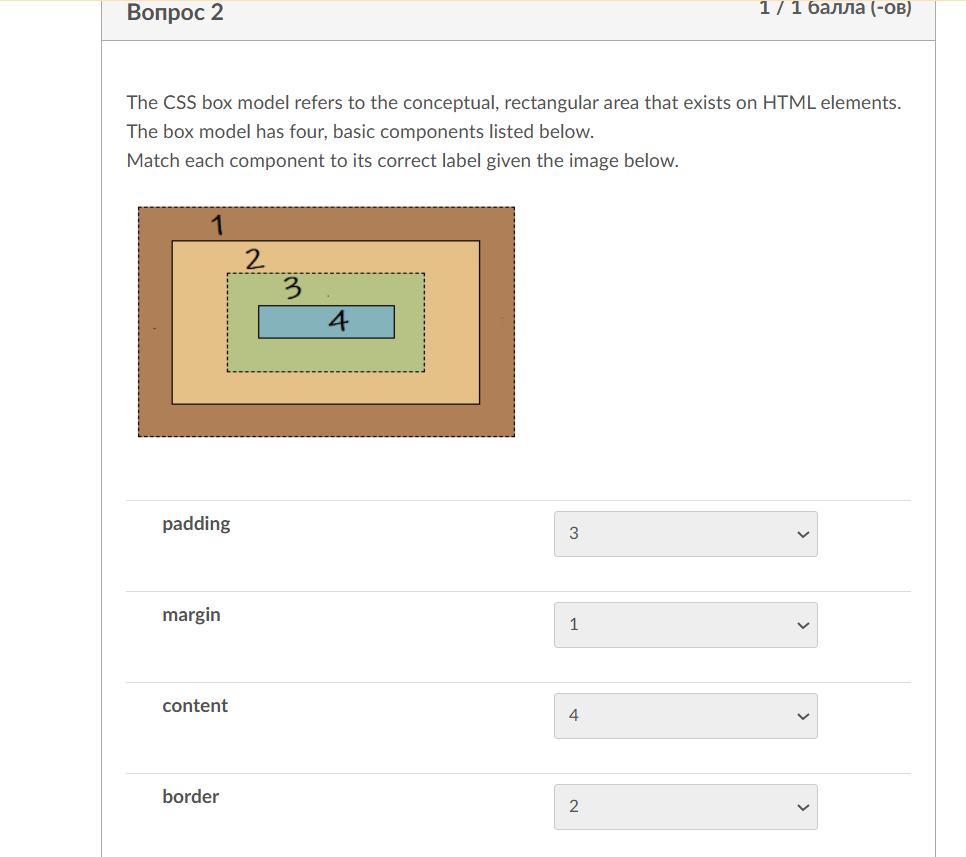 Вопрос 2
1 / 1 балла (-ов)
The CSS box model refers to the conceptual, rectangular area that exists on HTML elements.
The box model has four, basic components listed below.
Match each component to its correct label given the image below.
1
2
3
4
padding
3
margin
1
content
4
border
2